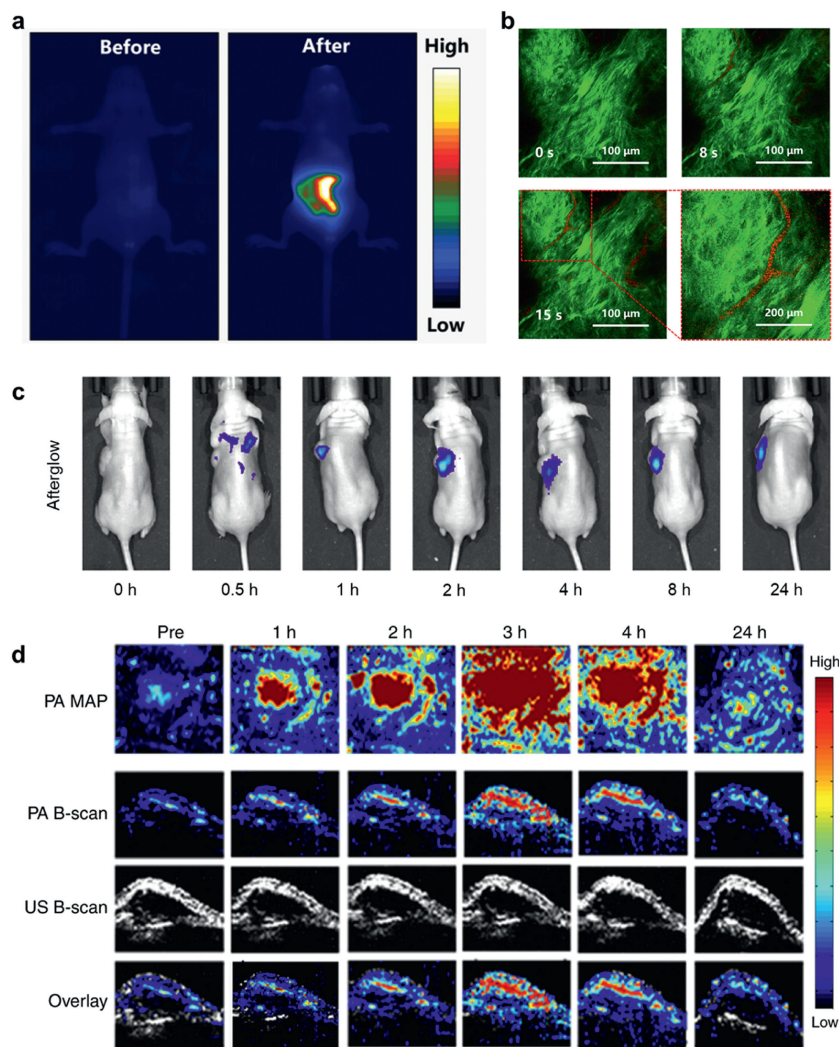 a
Before
After
High
Low
b
0 s
100 µm
8 s
100 µm
15 s
100 µm
200 µm
c
Afterglow
0 h
0.5 h
1 h
2 h
4 h
8 h
24 h
d
Pre
1 h
2 h
3 h
4 h
24 h
High
PA MAP
PA B-scan
US B-scan
Overlay
Low